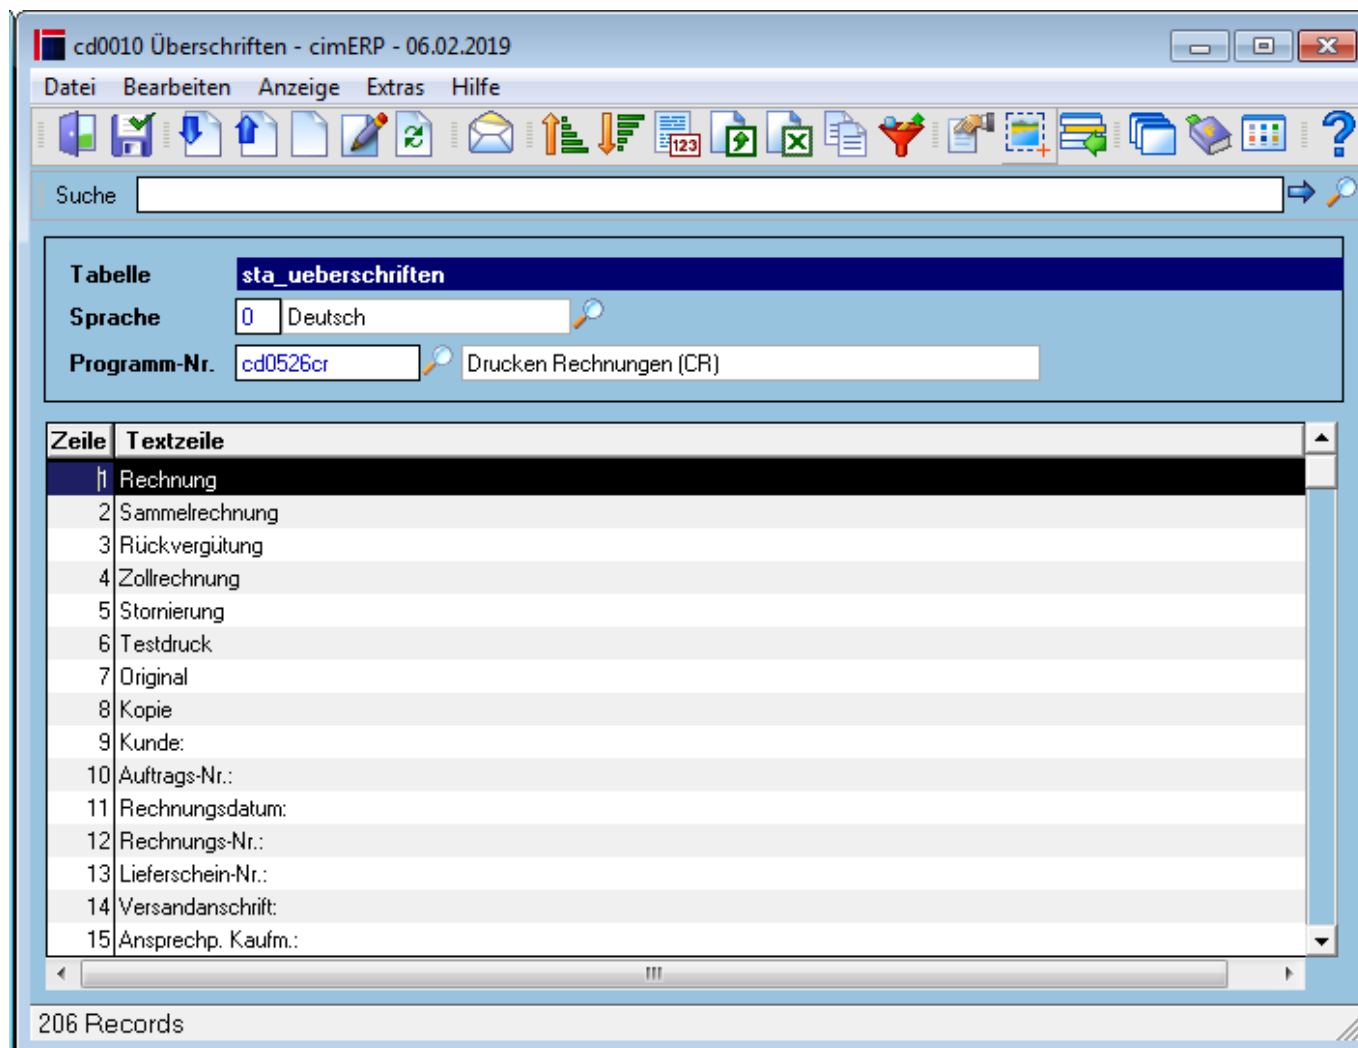 cd0010 Überschriften - cimERP - 06.02.2019
Datei Bearbeiten Anzeige Extras Hilfe
123
Suche
Tabelle sta_ueberschriften
Sprache 0 Deutsch
Programm-Nr. cd0526cr Drucken Rechnungen (CR)
Zeile Textzeile
1 Rechnung
2 Sammelrechnung
3 Rückvergütung
4 Zollrechnung
5 Stornierung
6 Testdruck
7 Original
8 Kopie
9 Kunde:
10 Auftrags-Nr.:
11 Rechnungsdatum:
12 Rechnungs-Nr.:
13 Lieferschein-Nr.:
14 Versandanschrift:
15 Ansprechp. Kaufm.:
206 Records